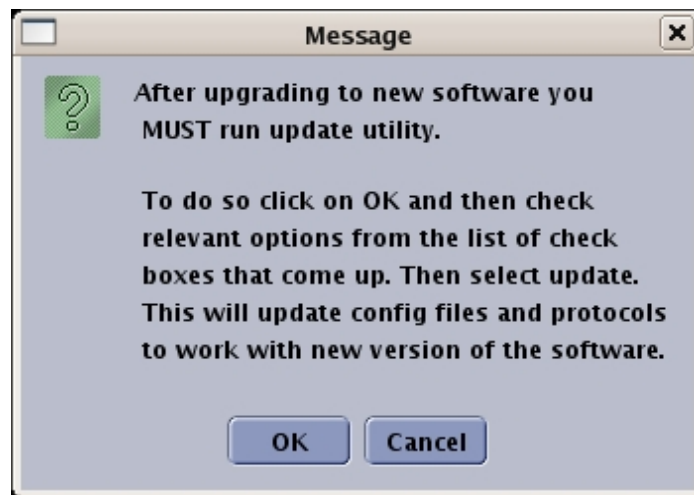 Message
After upgrading to new software you
MUST run update utility.
To do so click on OK and then check
relevant options from the list of check
boxes that come up. Then select update.
This will update config files and protocols
to work with new version of the software.
OK Cancel